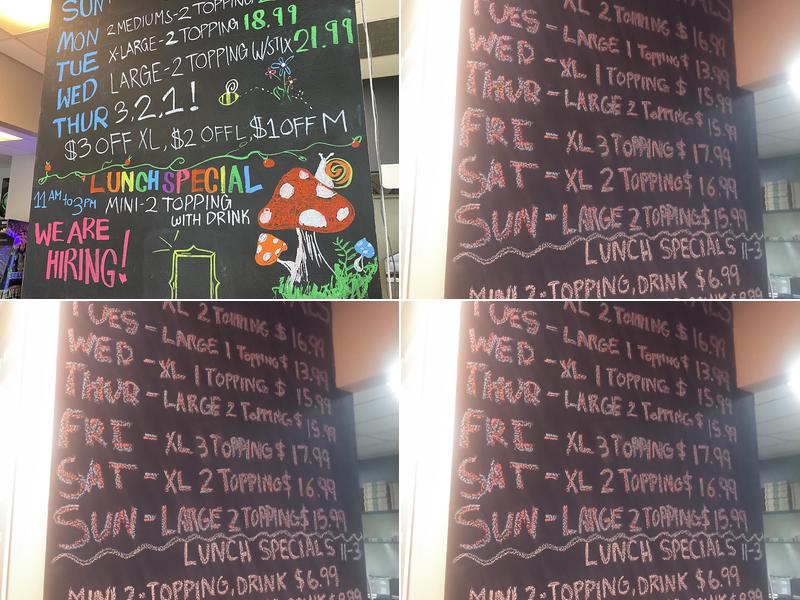 SUN
MON 2 MEDIUMS-2 TOPPING
TUE X-LARGE-2 TOPPING 18.99
WED LARGE-2 TOPPING W/STIX 21.99
THUR 3,2,1!
$3 OFF XL, $2 OFF L, $1 OFF M
LUNCH SPECIAL
11 AM to 3 PM MINI-2 TOPPING
WITH DRINK
WE ARE
HIRING!
TUES - XL 2 TOPPING $ 16.99
WED - LARGE 1 TOPPING $ 13.99
THUR - XL 1 TOPPING $ 15.99
LARGE 2 TOPPING $ 15.99
FRI - XL 3 TOPPING $ 17.99
SAT - XL 2 TOPPING $ 16.99
SUN - LARGE 2 TOPPING $ 15.99
LUNCH SPECIALS 11-3
MINI 2-TOPPING, DRINK $6.99
TUES - XL 2 TOPPING $ 16.99
WED - LARGE 1 TOPPING $ 13.99
THUR - XL 1 TOPPING $ 15.99
LARGE 2 TOPPING $ 15.99
FRI - XL 3 TOPPING $ 17.99
SAT - XL 2 TOPPING $ 16.99
SUN - LARGE 2 TOPPING $ 15.99
LUNCH SPECIALS 11-3
MINI 2-TOPPING, DRINK $6.99
TUES - XL 2 TOPPING $ 16.99
WED - LARGE 1 TOPPING $ 13.99
THUR - XL 1 TOPPING $ 15.99
LARGE 2 TOPPING $ 15.99
FRI - XL 3 TOPPING $ 17.99
SAT - XL 2 TOPPING $ 16.99
SUN - LARGE 2 TOPPING $ 15.99
LUNCH SPECIALS 11-3
MINI 2-TOPPING, DRINK $6.99